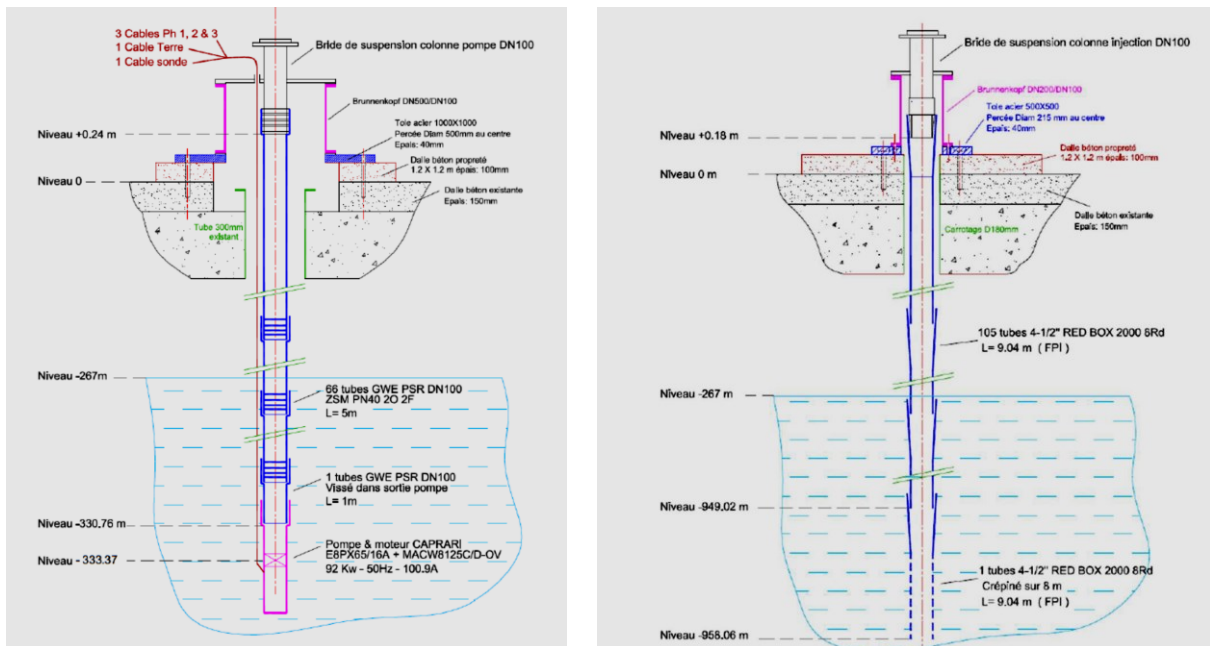 3 Cables Ph 1, 2 & 3
1 Cable Terre
1 Cable sonde
Bride de suspension colonne pompe DN100
Brunnenkopf DN500/DN100
Tole acier 1000X1000
Percée Diam 500mm au centre
Epais: 40mm
Niveau +0.24 m
Dalle béton propreté
1.2 X 1.2 m épais: 100mm
Niveau 0
Dalle béton existante
Epais: 150mm
Tube 300mm
existant
Niveau -267m
66 tubes GWE PSR DN100
ZSM PN40 2O 2F
L= 5m
1 tubes GWE PSR DN100
Vissé dans sortie pompe
L= 1m
Niveau -330.76 m
Pompe & moteur CAPRARI
E8PX65/16A + MACW8125C/D-OV
92 Kw - 50Hz - 100.9A
Niveau - 333.37
Bride de suspension colonne injection DN100
Brunnenkopf DN200/DN100
Tole acier 500X500
Percée Diam 215 mm au centre
Epais: 40mm
Niveau +0.18 m
Dalle béton propreté
1.2 X 1.2 m épais: 100mm
Niveau 0 m
Dalle béton existante
Epais: 150mm
Carrotage D180mm
105 tubes 4-1/2" RED BOX 2000 8Rd
L= 9.04 m ( FPI )
Niveau -267 m
Niveau -949.02 m
1 tubes 4-1/2" RED BOX 2000 8Rd
Crépiné sur 8 m
L= 9.04 m ( FPI )
Niveau -958.06 m